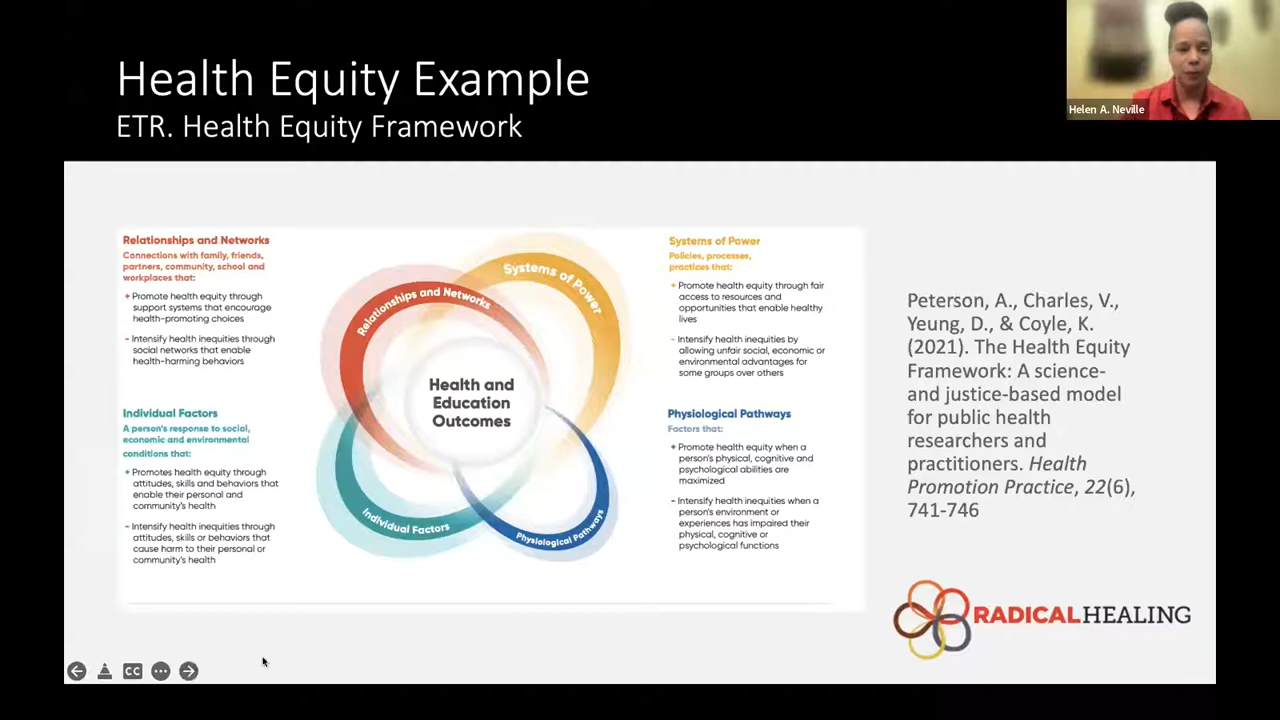 Health Equity Example
ETR. Health Equity Framework
Helen A. Neville
Relationships and Networks
Connections with family, friends,
partners, community, school and
workplaces that:
+ Promote health equity through
support systems that encourage
health-promoting choices
- Intensify health inequities through
social networks that enable
health-harming behaviors
Individual Factors
A person's response to social,
economic and environmental
conditions that:
+ Promotes health equity through
attitudes, skills and behaviors that
enable their personal and
community's health
- Intensify health inequities through
attitudes, skills or behaviors that
cause harm to their personal or
community's health
Relationships and Networks
Systems of Power
Health and
Education
Outcomes
Individual Factors
Physiological Pathways
Systems of Power
Policies, processes,
practices that:
+ Promote health equity through fair
access to resources and
opportunities that enable healthy
lives
- Intensify health inequities by
allowing unfair social, economic or
environmental advantages for
some groups over others
Physiological Pathways
Factors that:
+ Promote health equity when a
person's physical, cognitive and
psychological abilities are
maximized
- Intensify health inequities when a
person's environment or
experiences has impaired their
physical, cognitive or
psychological functions
Peterson, A., Charles, V.,
Yeung, D., & Coyle, K.
(2021). The Health Equity
Framework: A science-
and justice-based model
for public health
researchers and
practitioners. Health
Promotion Practice, 22(6),
741-746
RADICALHEALING
CC